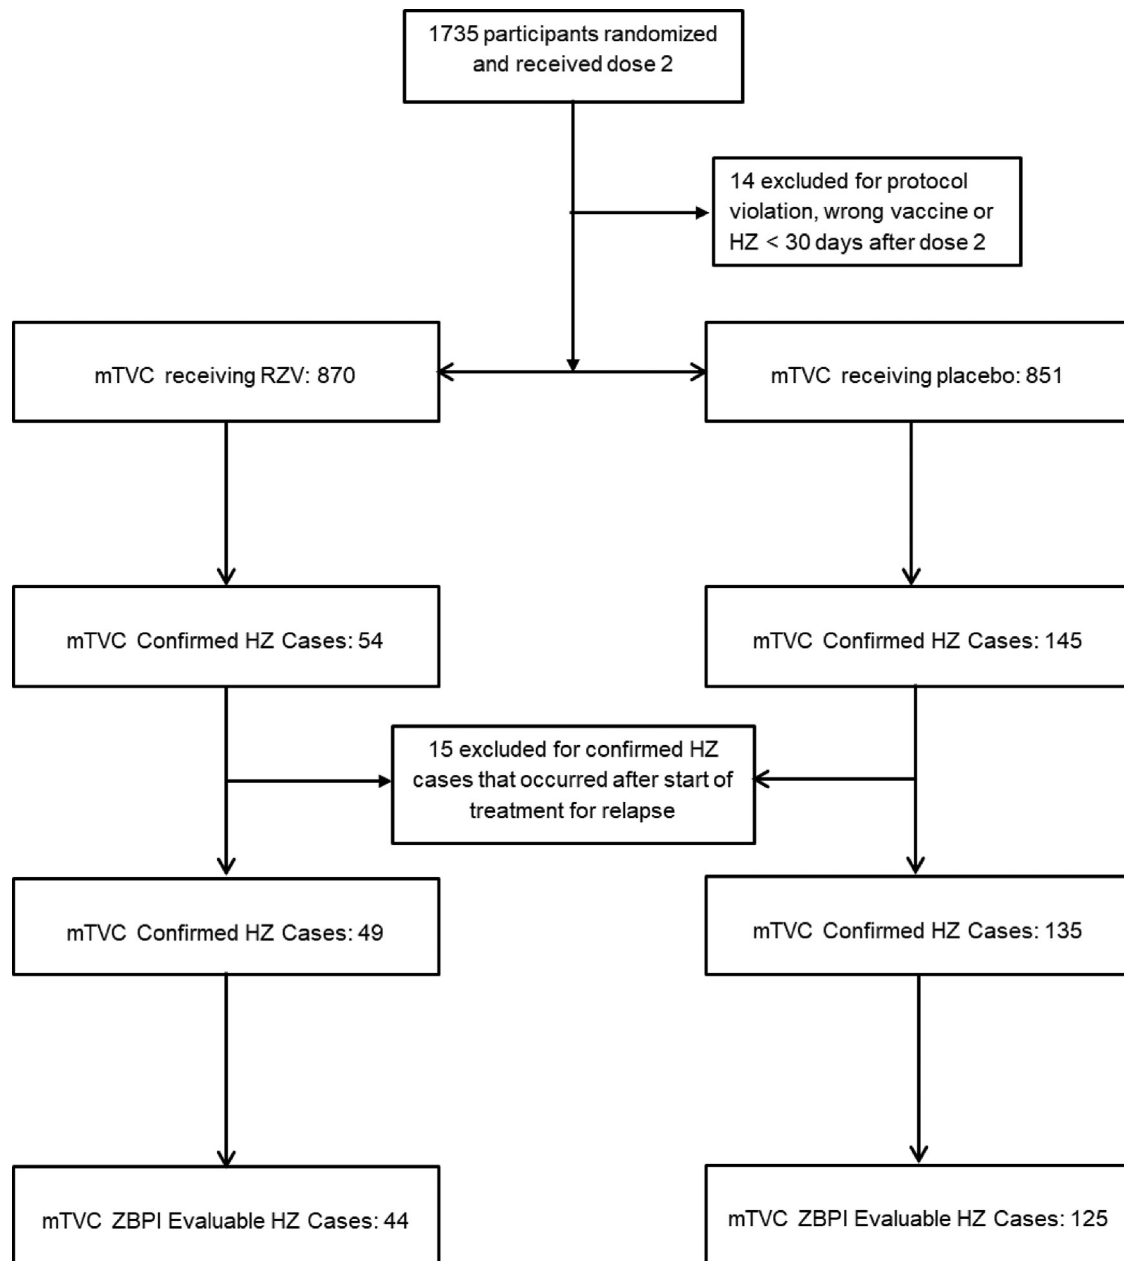 1735 participants randomized
and received dose 2
14 excluded for protocol
violation, wrong vaccine or
HZ < 30 days after dose 2
mTVC receiving RZV: 870
mTVC receiving placebo: 851
mTVC Confirmed HZ Cases: 54
mTVC Confirmed HZ Cases: 145
15 excluded for confirmed HZ
cases that occurred after start of
treatment for relapse
mTVC Confirmed HZ Cases: 49
mTVC Confirmed HZ Cases: 135
mTVC ZBPI Evaluable HZ Cases: 44
mTVC ZBPI Evaluable HZ Cases: 125